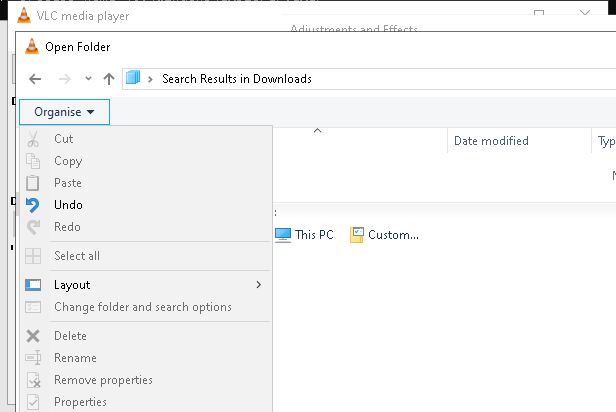 VLC media player
Adjustments and Effects
Open Folder
Search Results in Downloads
Organise
Cut
Copy
Paste
Undo
Redo
Select all
Layout
Change folder and search options
Delete
Rename
Remove properties
Properties
Date modified
Typ
This PC
Custom...